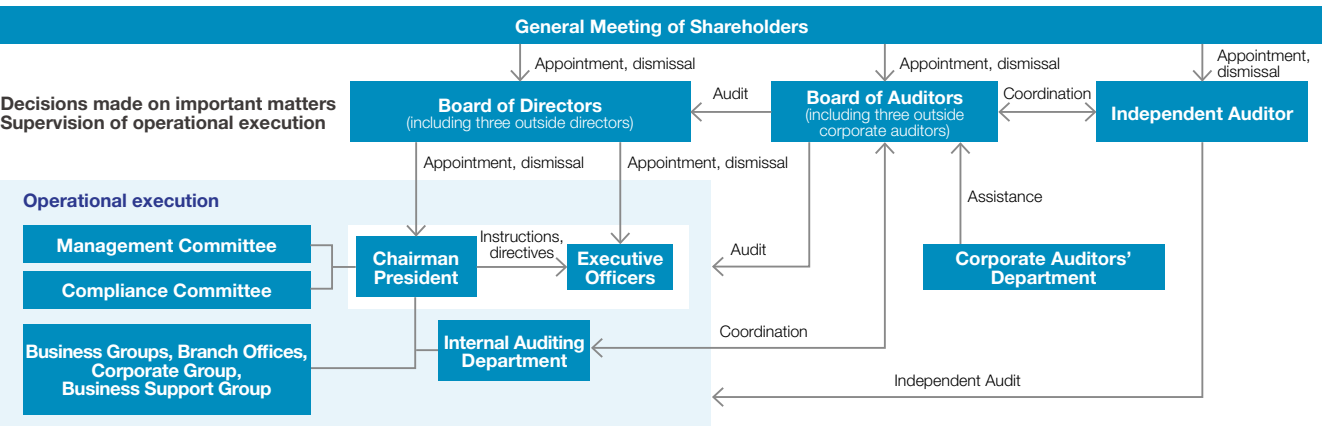 General Meeting of Shareholders
Appointment, dismissal
Appointment, dismissal
Appointment,
dismissal
Decisions made on important matters
Supervision of operational execution
Board of Directors
(including three outside directors)
Audit
Board of Auditors
(including three outside
corporate auditors)
Coordination
Independent Auditor
Appointment, dismissal
Appointment, dismissal
Assistance
Operational execution
Management Committee
Compliance Committee
Chairman
President
Instructions,
directives
Executive
Officers
Audit
Corporate Auditors’
Department
Business Groups, Branch Offices,
Corporate Group,
Business Support Group
Internal Auditing
Department
Coordination
Independent Audit